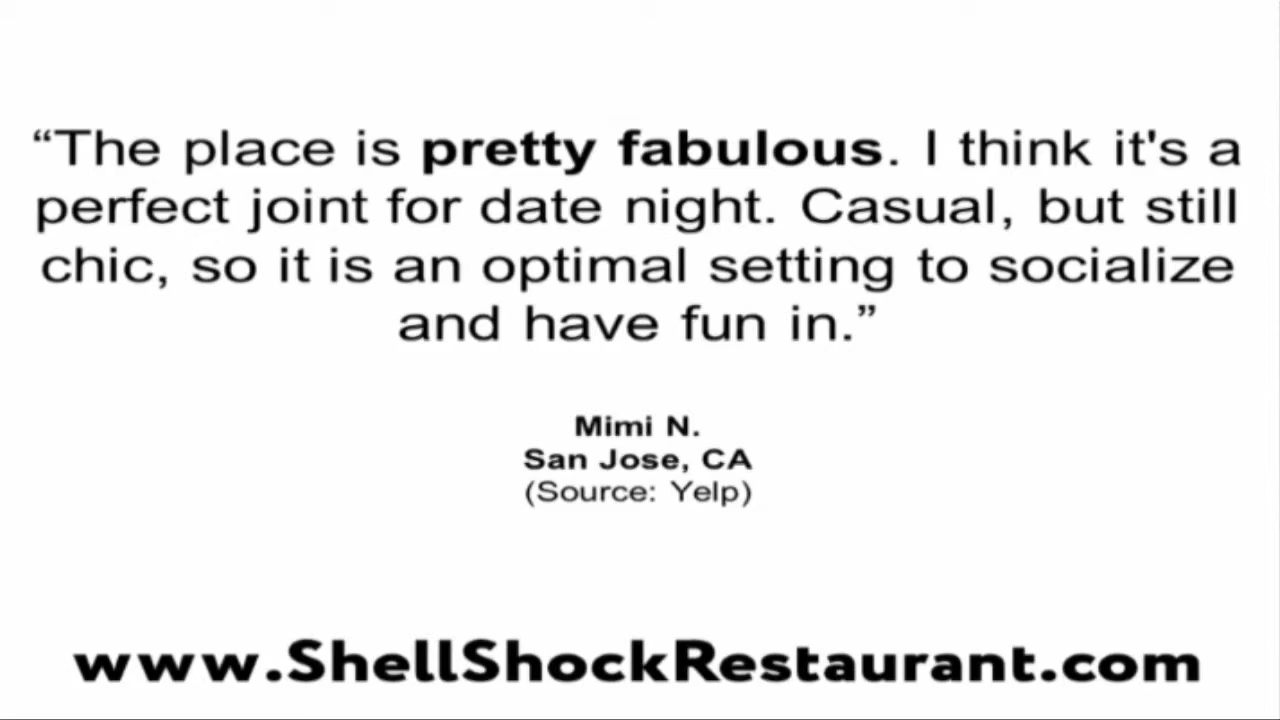 “The place is pretty fabulous. I think it's a
perfect joint for date night. Casual, but still
chic, so it is an optimal setting to socialize
and have fun in.”
Mimi N.
San Jose, CA
(Source: Yelp)
www.ShellShockRestaurant.com